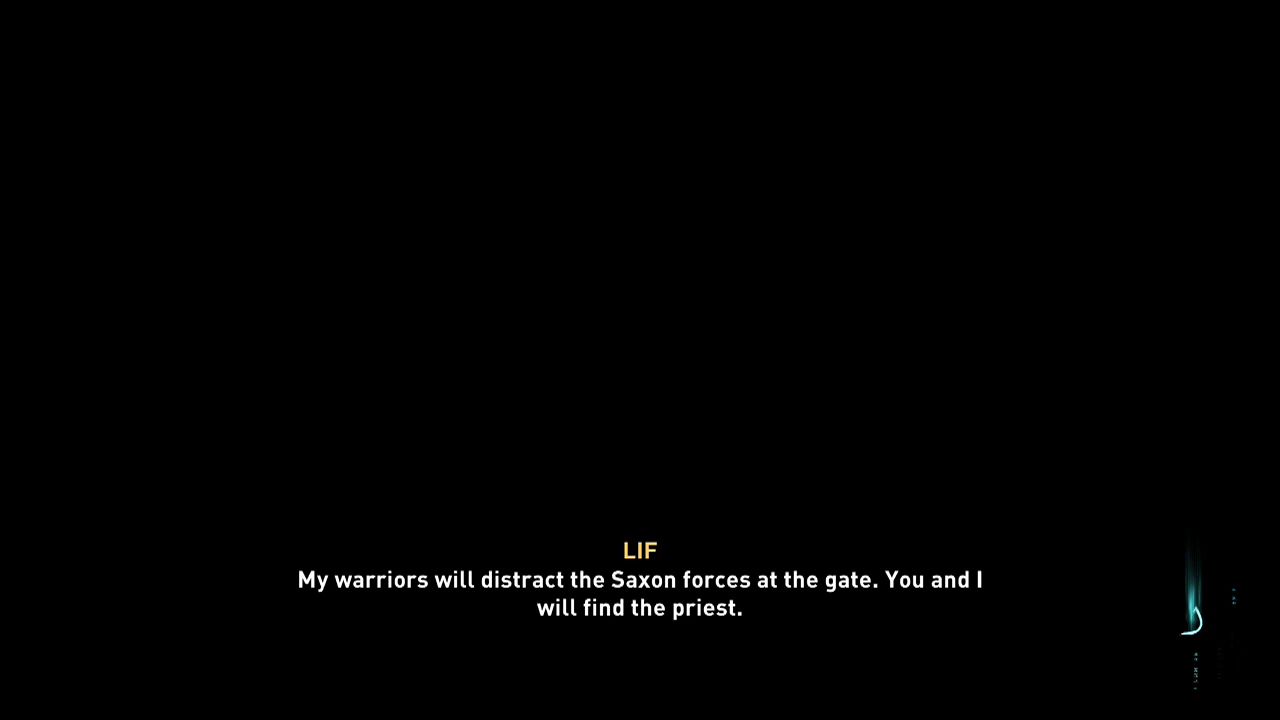 LIF
My warriors will distract the Saxon forces at the gate. You and I
will find the priest.